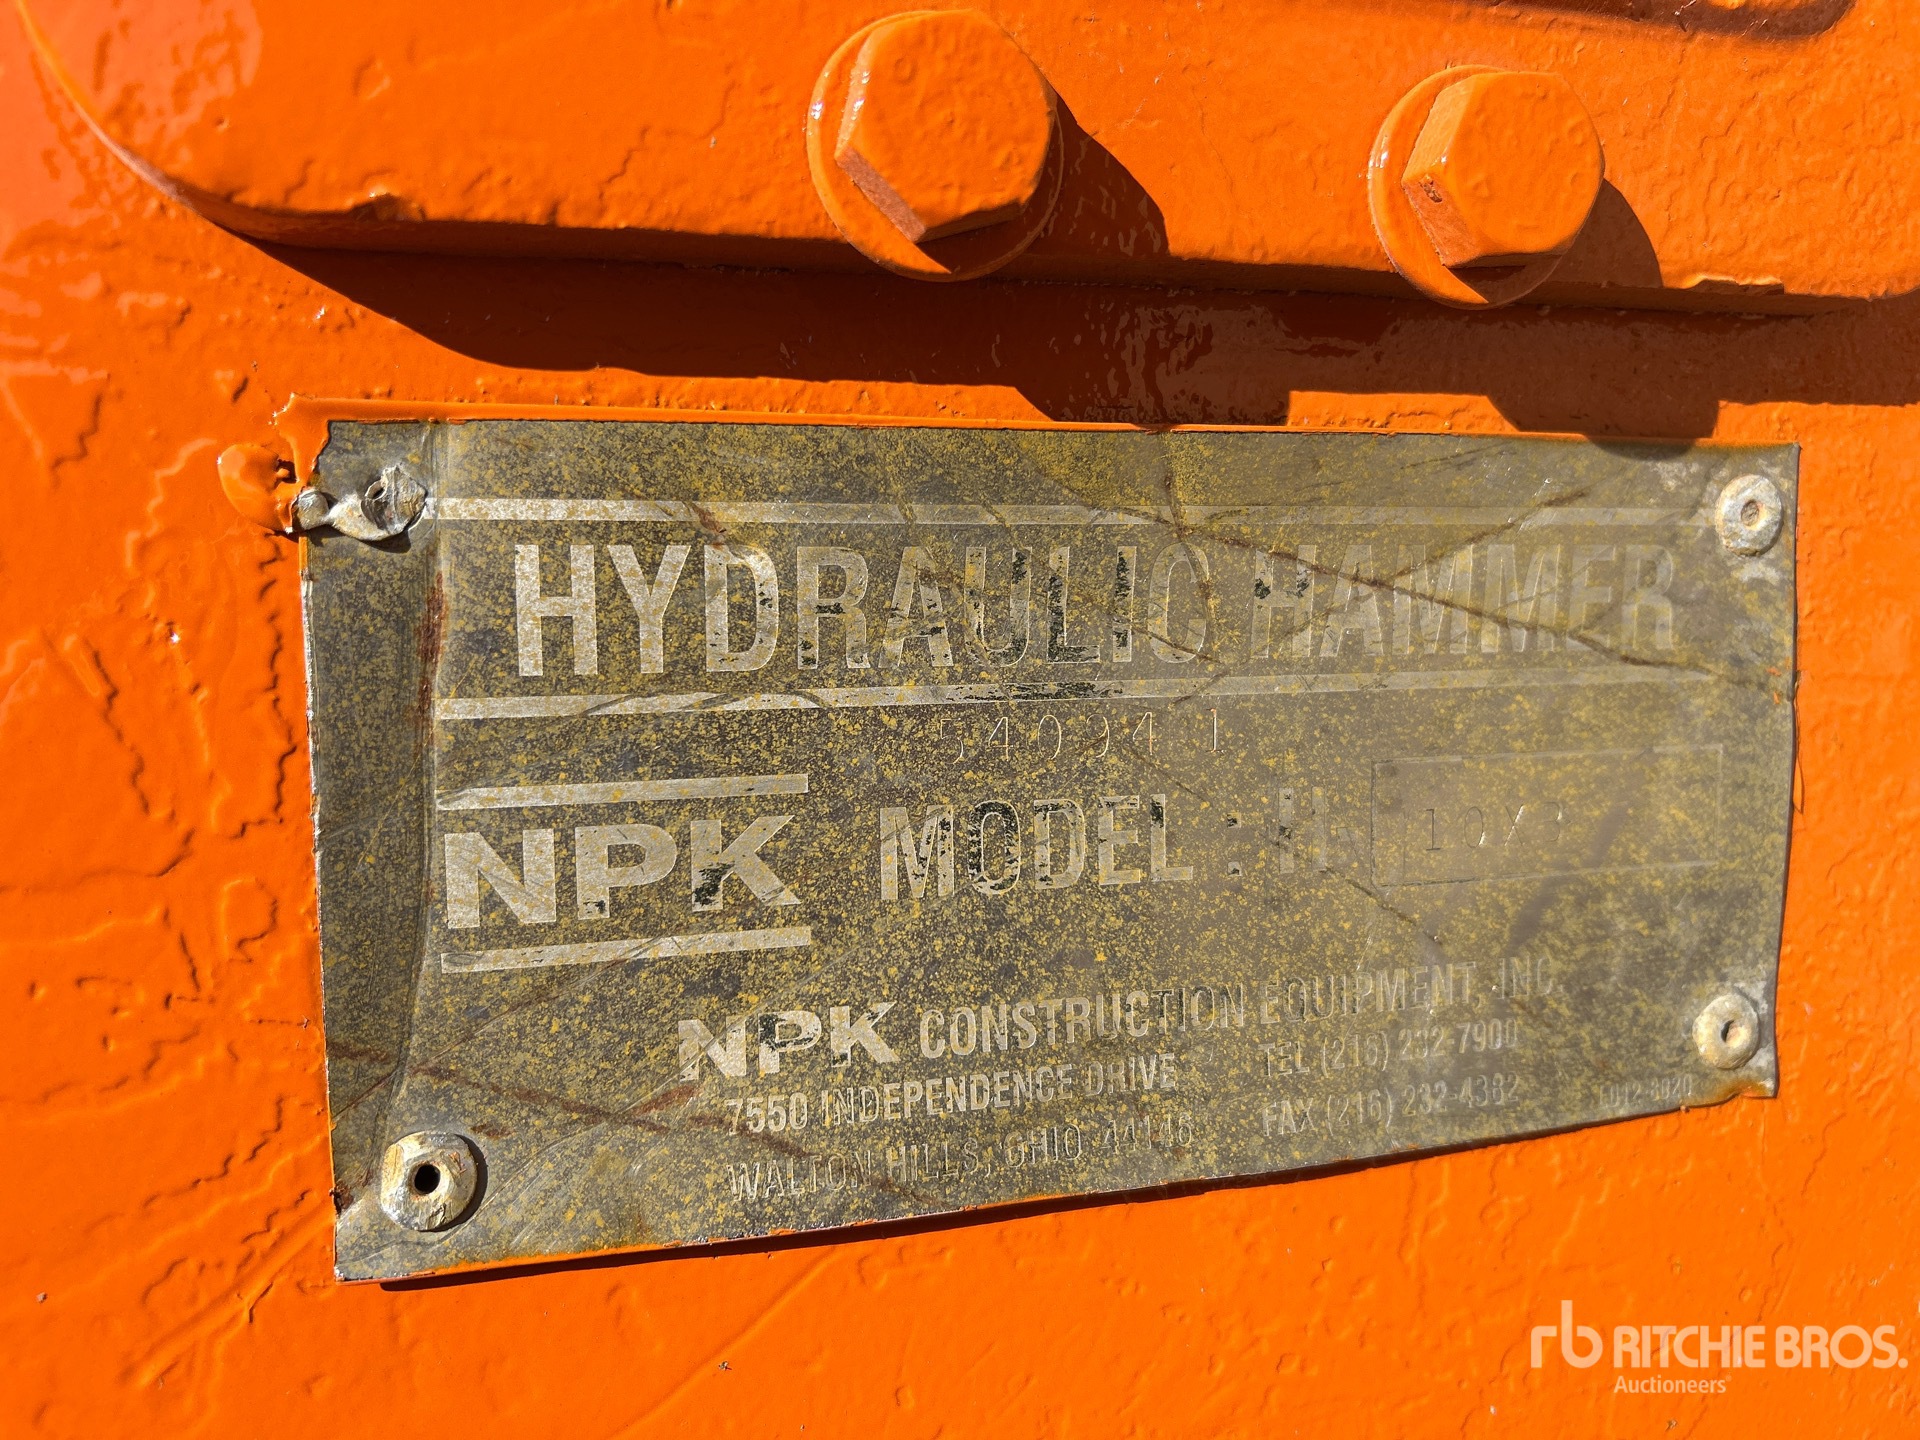 HYDRAULIC HAMMER
540941
NPK
MODEL : H-
NPK CONSTRUCTION EQUIPMENT, INC.
7550 INDEPENDENCE DRIVE TEL (216) 232-7900
WALTON HILLS, OHIO 44146 FAX (216) 232-4382
rb RITCHIE BROS.
Auctioneers